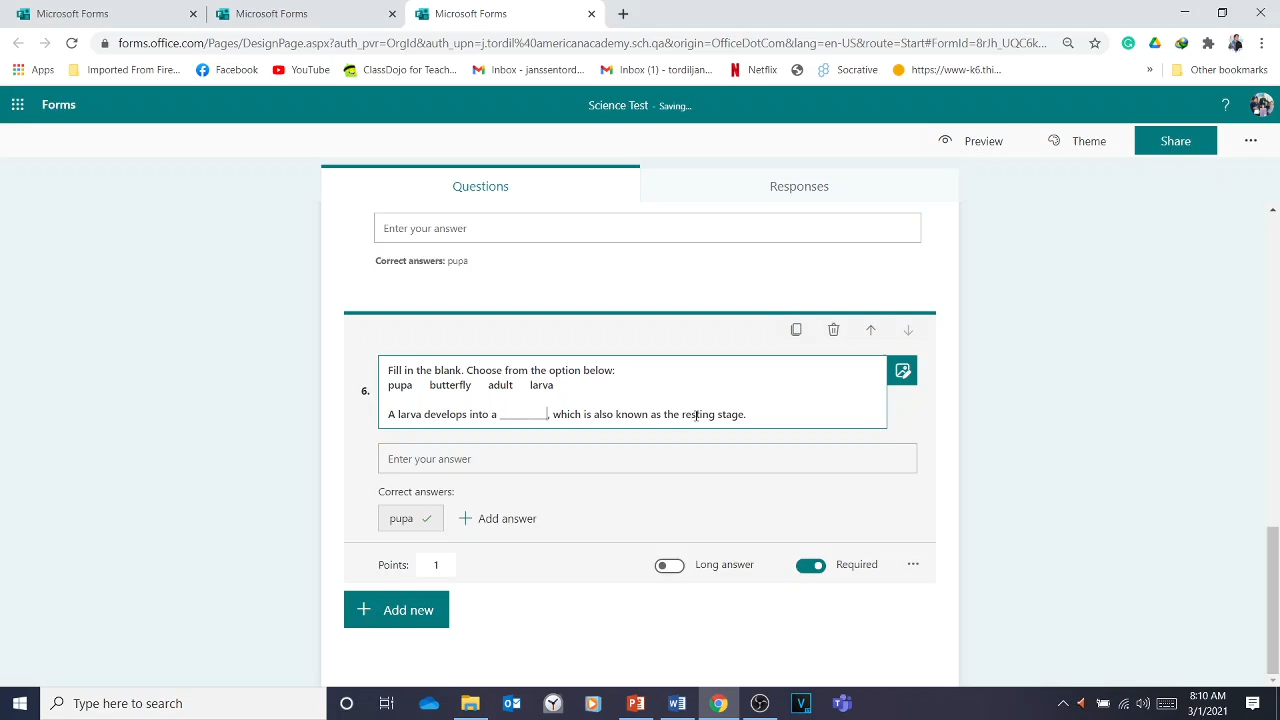 Microsoft Forms
Microsoft Forms
Microsoft Forms
forms.office.com/Pages/DesignPage.aspx?auth_pvr=OrgId&auth_upn=j.tordil%40americanacademy.sch.qa&origin=OfficeDotCom&lang=en-US&route=Start#FormId=8rJh_UQC6k...
Apps
Imported From Fire...
Facebook
YouTube
ClassDojo for Teach...
Inbox - janssentord...
Inbox (1) - tordiljan...
Netflix
Socrative
https://www-k6.thi...
»
Other bookmarks
Forms
Science Test - Saving...
?
Preview
Theme
Share
Questions
Responses
Enter your answer
Correct answers: pupa
6.
Fill in the blank. Choose from the option below:
pupa butterfly adult larva
A larva develops into a ________, which is also known as the resting stage.
Enter your answer
Correct answers:
pupa
Add answer
Points: 1
Long answer
Required
Add new
Type here to search
8:10 AM
3/1/2021